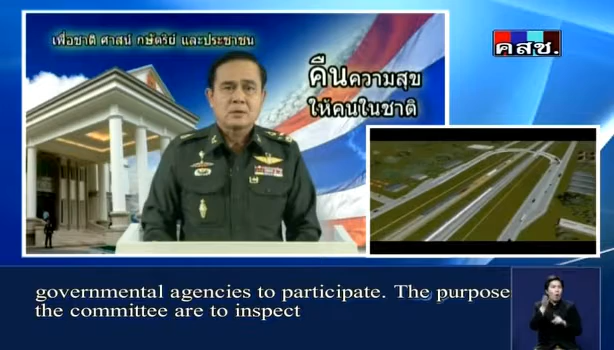 เพื่อชาติ ศาสน์ กษัตริย์ และประชาชน
คืนความสุข
ให้คนในชาติ
คสช.
governmental agencies to participate. The purpose
the committee are to inspect